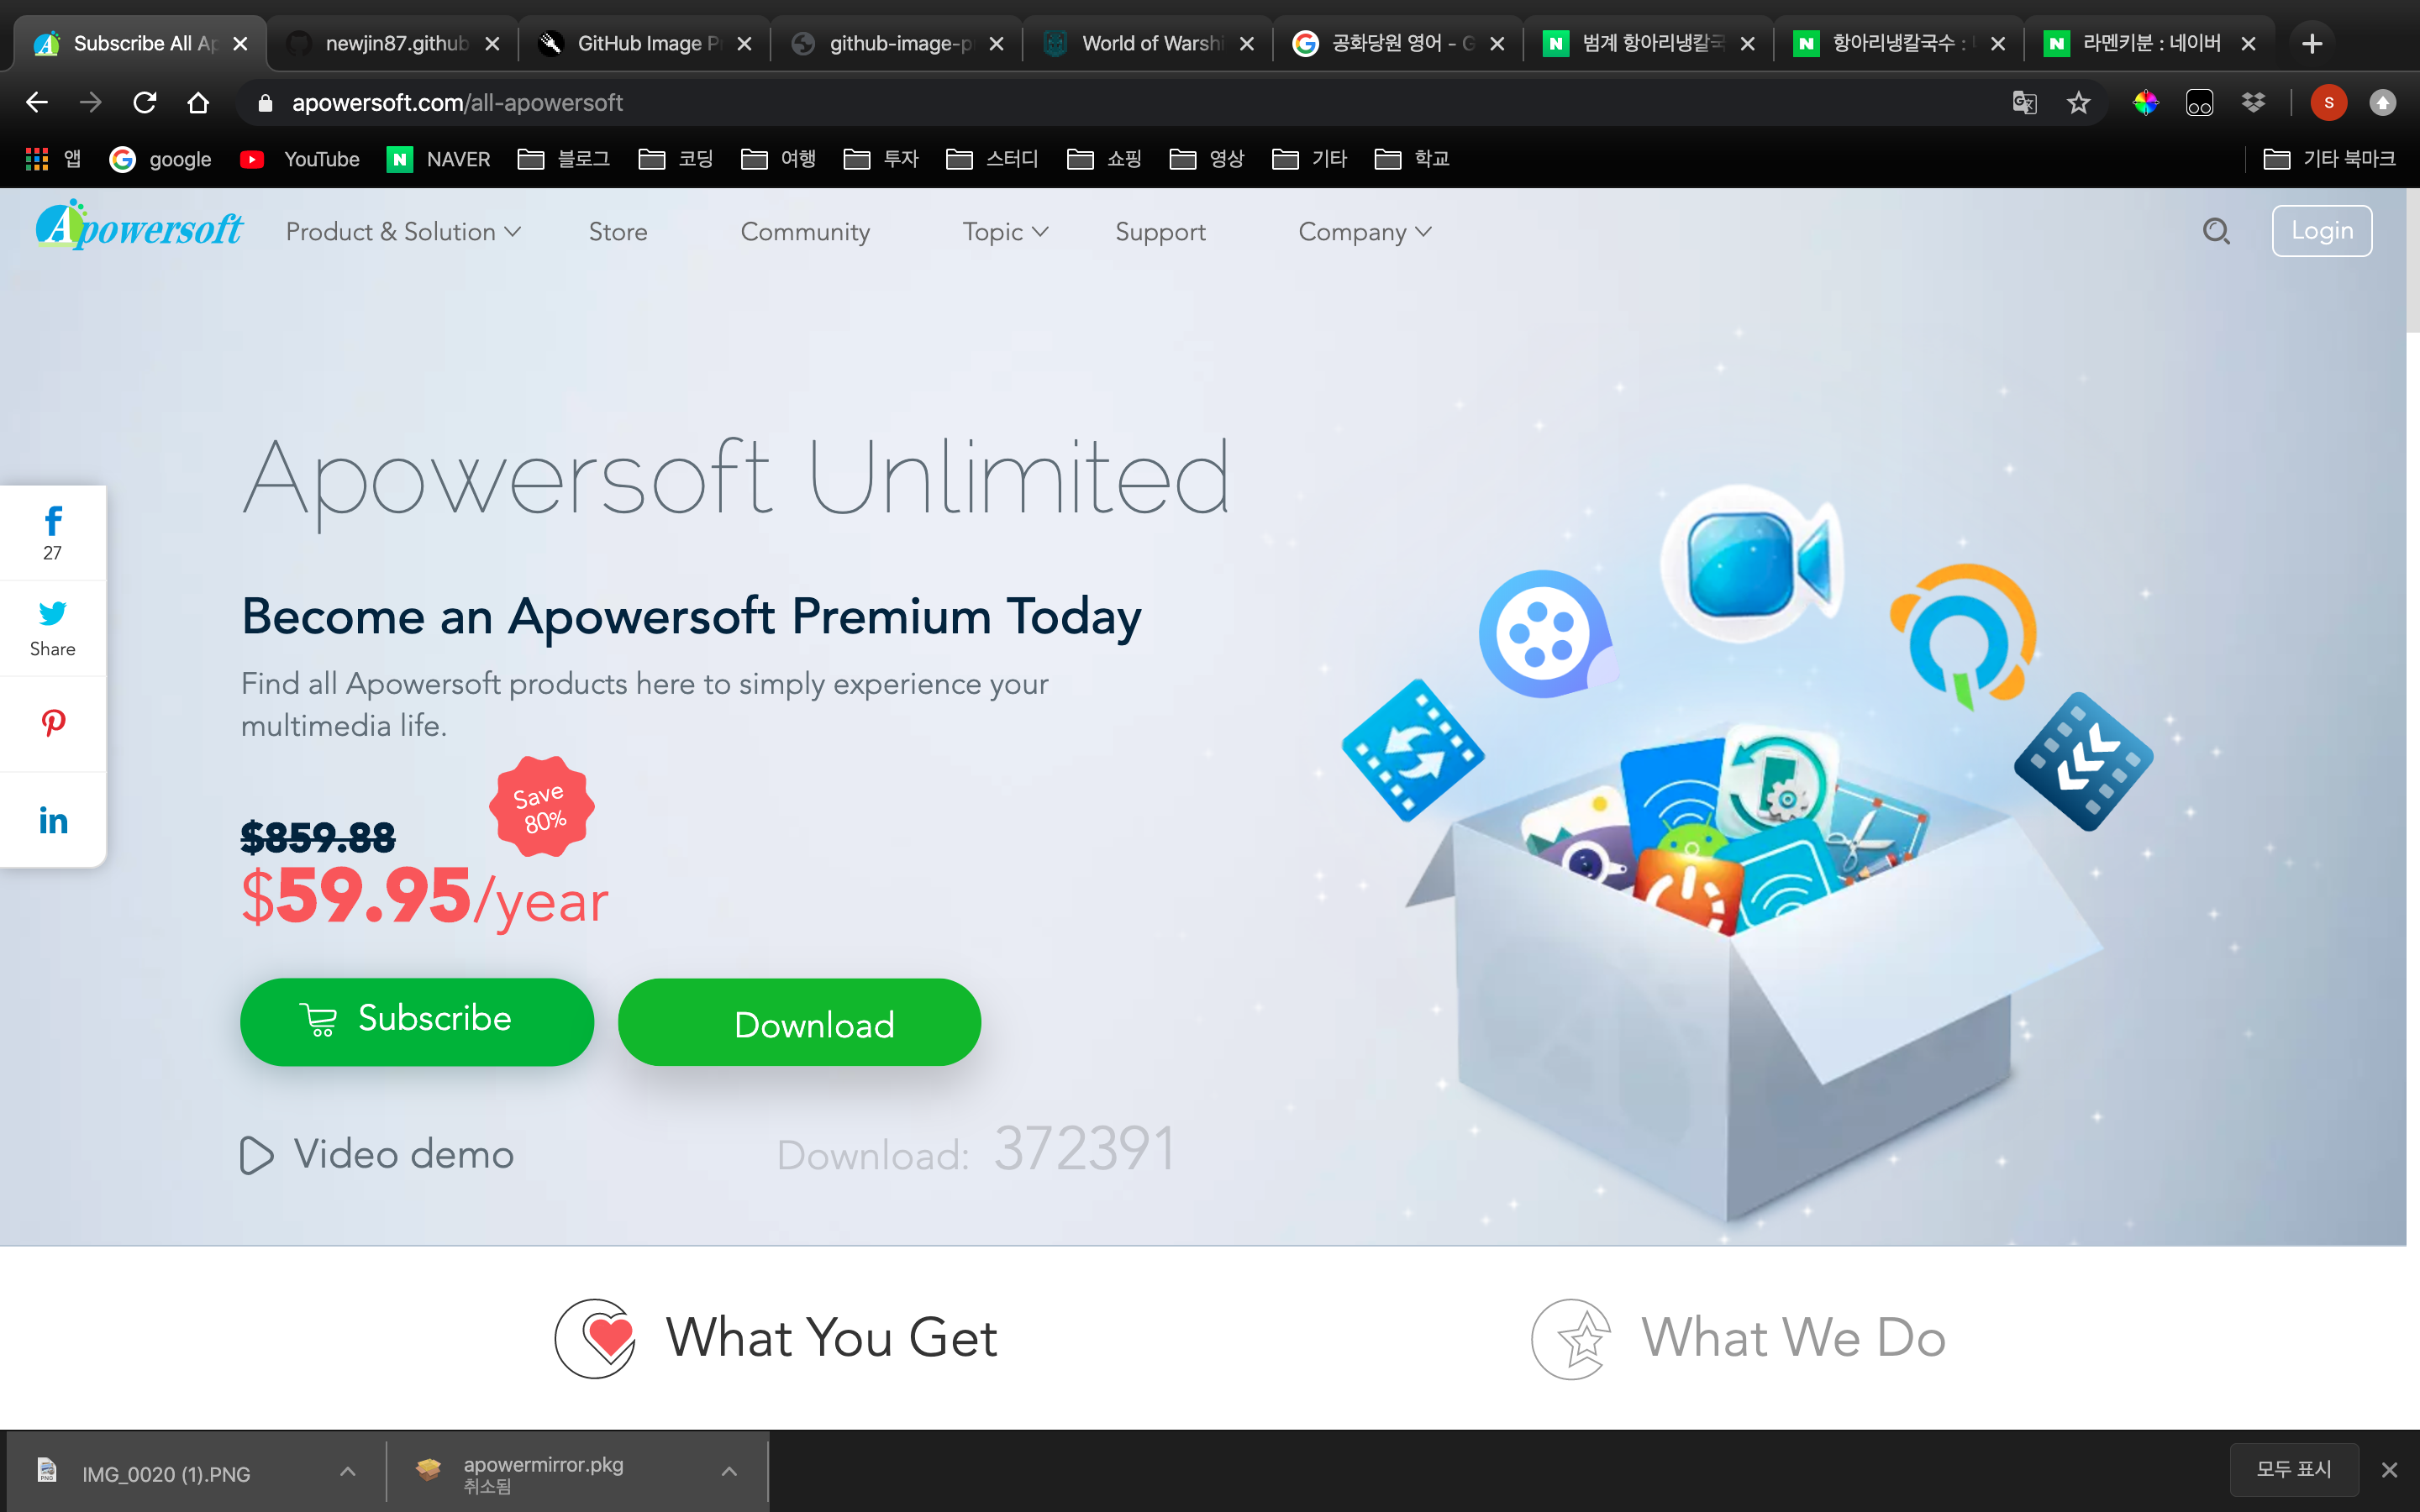 Subscribe All Ap
newjin87.github
GitHub Image P
github-image-p
World of Warshi
공화당원 영어 - G
범계 항아리냉칼국
항아리냉칼국수 :
라멘키분 : 네이버
apowersoft.com/all-apowersoft
S
앱
google
YouTube
NAVER
블로그
코딩
여행
투자
스터디
쇼핑
영상
기타
학교
기타 북마크
Apowersoft
Product & Solution
Store
Community
Topic
Support
Company
Login
Apowersoft Unlimited
27
Become an Apowersoft Premium Today
Share
Find all Apowersoft products here to simply experience your
multimedia life.
Save
80%
$859.88
$59.95/year
Subscribe
Download
Video demo
Download: 372391
What You Get
What We Do
IMG_0020 (1).PNG
apowermirror.pkg
취소됨
모두 표시